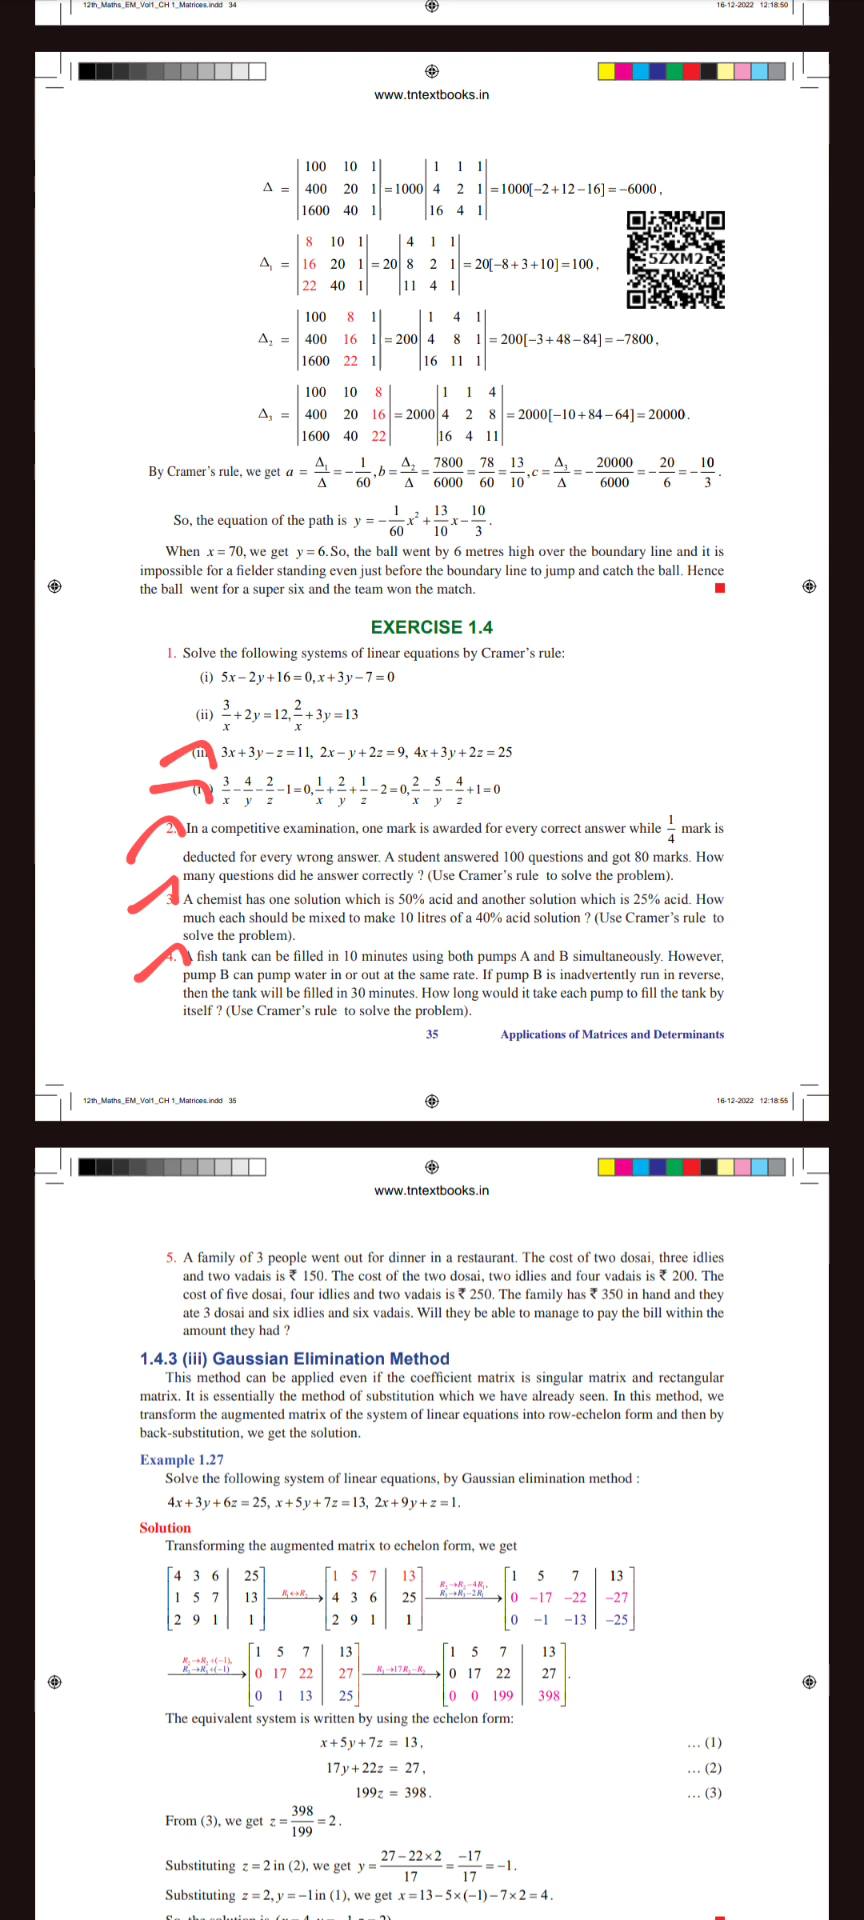 12th_Maths_EM_Vol1_CH 1_Matrices.indd 34 16-12-2022 12:18:50
www.tntextbooks.in
Δ = |100 10 1; 400 20 1; 1600 40 1| = 1000 |1 1 1; 4 2 1; 16 4 1| = 1000[−2+12−16] = −6000,
5ZXM2E
Δ₁ = |8 10 1; 16 20 1; 22 40 1| = 20 |4 1 1; 8 2 1; 11 4 1| = 20[−8+3+10] = 100,
Δ₂ = |100 8 1; 400 16 1; 1600 22 1| = 200 |1 4 1; 4 8 1; 16 11 1| = 200[−3+48−84] = −7800,
Δ₃ = |100 10 8; 400 20 16; 1600 40 22| = 2000 |1 1 4; 4 2 8; 16 4 11| = 2000[−10+84−64] = 20000.
By Cramer's rule, we get a = Δ₁/Δ = −1/60, b = Δ₂/Δ = 7800/6000 = 78/60 = 13/10, c = Δ₃/Δ = −20000/6000 = −20/6 = −10/3.
So, the equation of the path is y = −1/60 x² + 13/10 x − 10/3.
When x = 70, we get y = 6. So, the ball went by 6 metres high over the boundary line and it is
impossible for a fielder standing even just before the boundary line to jump and catch the ball. Hence
the ball went for a super six and the team won the match.
EXERCISE 1.4
1. Solve the following systems of linear equations by Cramer's rule:
(i) 5x − 2y + 16 = 0, x + 3y − 7 = 0
(ii) 3/x + 2y = 12, 2/x + 3y = 13
3x + 3y − z = 11, 2x − y + 2z = 9, 4x + 3y + 2z = 25
3/x − 4/y − 2/z − 1 = 0, 1/x + 2/y + 1/z − 2 = 0, 2/x − 5/y − 4/z + 1 = 0
2. In a competitive examination, one mark is awarded for every correct answer while 1/4 mark is
deducted for every wrong answer. A student answered 100 questions and got 80 marks. How
many questions did he answer correctly ? (Use Cramer's rule to solve the problem).
3. A chemist has one solution which is 50% acid and another solution which is 25% acid. How
much each should be mixed to make 10 litres of a 40% acid solution ? (Use Cramer's rule to
solve the problem).
4. A fish tank can be filled in 10 minutes using both pumps A and B simultaneously. However,
pump B can pump water in or out at the same rate. If pump B is inadvertently run in reverse,
then the tank will be filled in 30 minutes. How long would it take each pump to fill the tank by
itself ? (Use Cramer's rule to solve the problem).
35 Applications of Matrices and Determinants
12th_Maths_EM_Vol1_CH 1_Matrices.indd 35 16-12-2022 12:18:55
www.tntextbooks.in
5. A family of 3 people went out for dinner in a restaurant. The cost of two dosai, three idlies
and two vadais is ₹ 150. The cost of the two dosai, two idlies and four vadais is ₹ 200. The
cost of five dosai, four idlies and two vadais is ₹ 250. The family has ₹ 350 in hand and they
ate 3 dosai and six idlies and six vadais. Will they be able to manage to pay the bill within the
amount they had ?
1.4.3 (iii) Gaussian Elimination Method
This method can be applied even if the coefficient matrix is singular matrix and rectangular
matrix. It is essentially the method of substitution which we have already seen. In this method, we
transform the augmented matrix of the system of linear equations into row-echelon form and then by
back-substitution, we get the solution.
Example 1.27
Solve the following system of linear equations, by Gaussian elimination method :
4x + 3y + 6z = 25, x + 5y + 7z = 13, 2x + 9y + z = 1.
Solution
Transforming the augmented matrix to echelon form, we get
[4 3 6 | 25; 1 5 7 | 13; 2 9 1 | 1] R₁↔R₂ → [1 5 7 | 13; 4 3 6 | 25; 2 9 1 | 1] R₂→R₂−4R₁, R₃→R₃−2R₁ → [1 5 7 | 13; 0 −17 −22 | −27; 0 −1 −13 | −25]
R₂→R₂÷(−1), R₃→R₃÷(−1) → [1 5 7 | 13; 0 17 22 | 27; 0 1 13 | 25] R₃→17R₃−R₂ → [1 5 7 | 13; 0 17 22 | 27; 0 0 199 | 398].
The equivalent system is written by using the echelon form:
x + 5y + 7z = 13, … (1)
17y + 22z = 27, … (2)
199z = 398. … (3)
From (3), we get z = 398/199 = 2.
Substituting z = 2 in (2), we get y = (27 − 22×2)/17 = −17/17 = −1.
Substituting z = 2, y = −1 in (1), we get x = 13 − 5×(−1) − 7×2 = 4.